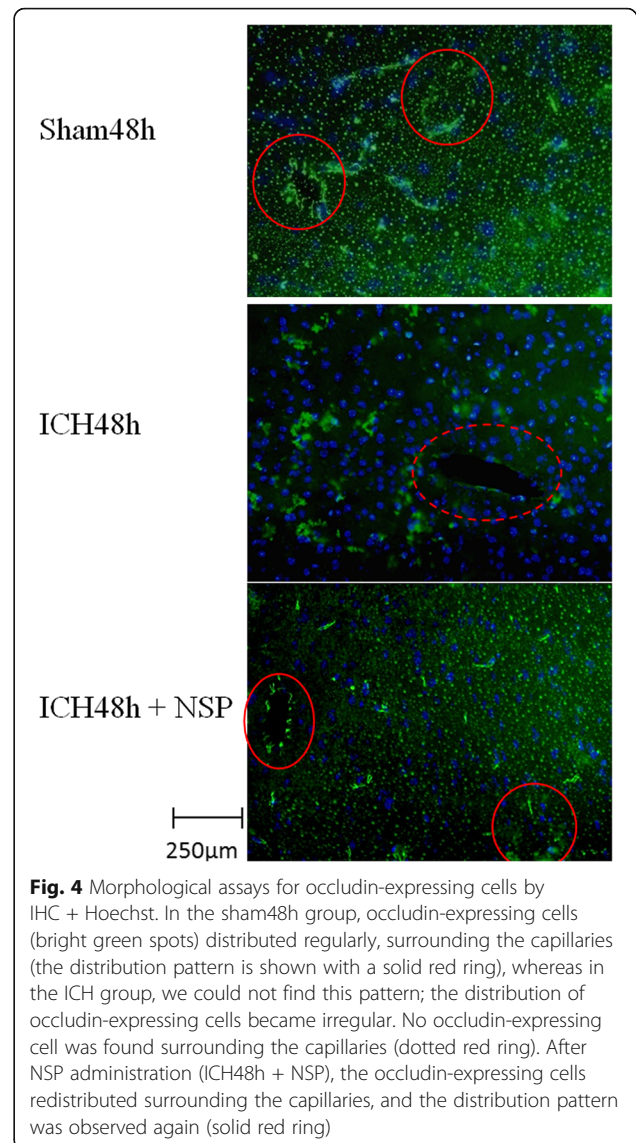 Sham48h
ICH48h
ICH48h + NSP
250μm
Fig. 4 Morphological assays for occludin-expressing cells by
IHC + Hoechst. In the sham48h group, occludin-expressing cells
(bright green spots) distributed regularly, surrounding the capillaries
(the distribution pattern is shown with a solid red ring), whereas in
the ICH group, we could not find this pattern; the distribution of
occludin-expressing cells became irregular. No occludin-expressing
cell was found surrounding the capillaries (dotted red ring). After
NSP administration (ICH48h + NSP), the occludin-expressing cells
redistributed surrounding the capillaries, and the distribution pattern
was observed again (solid red ring)